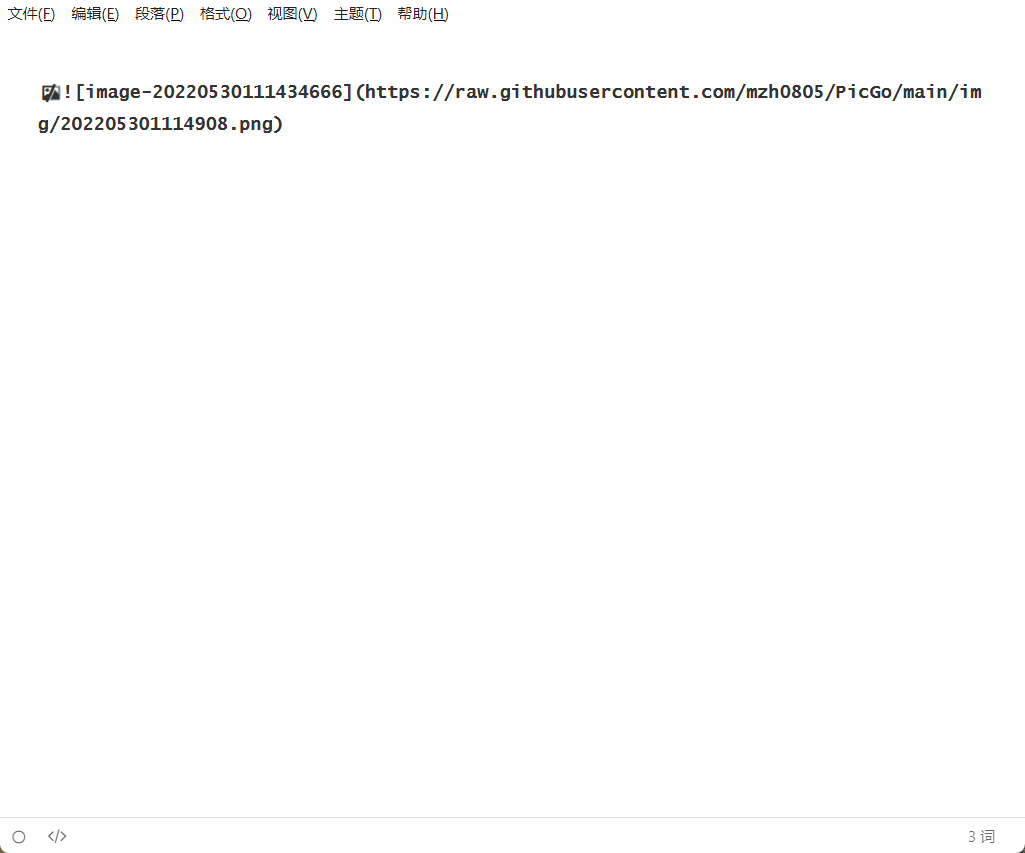 文件(F) 编辑(E) 段落(P) 格式(O) 视图(V) 主题(T) 帮助(H)
![image-20220530111434666](https://raw.githubusercontent.com/mzh0805/PicGo/main/im
g/202205301114908.png)
</> 3 词